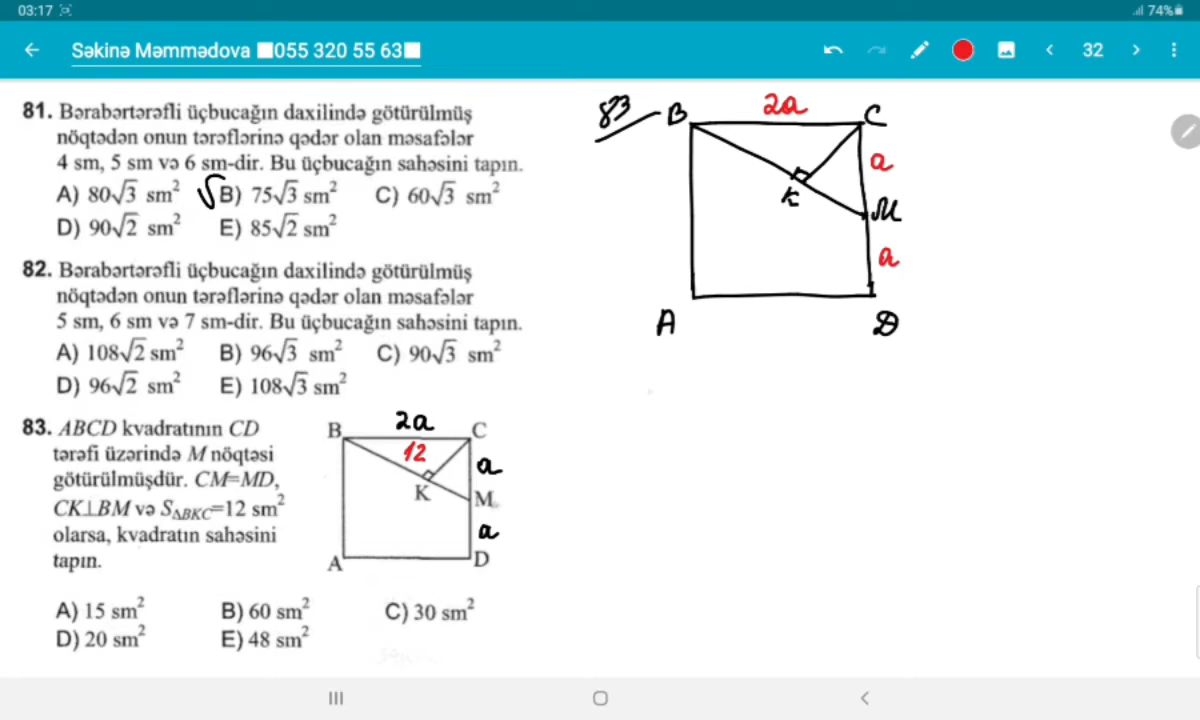 03:17
74%
Səkinə Məmmədova 055 320 55 63
32
81. Bərabərtərəfli üçbucağın daxilində götürülmüş
nöqtədən onun tərəflərinə qədər olan məsafələr
4 sm, 5 sm və 6 sm-dir. Bu üçbucağın sahəsini tapın.
A) 80√3 sm² √B) 75√3 sm² C) 60√3 sm²
D) 90√2 sm² E) 85√2 sm²
82. Bərabərtərəfli üçbucağın daxilində götürülmüş
nöqtədən onun tərəflərinə qədər olan məsafələr
5 sm, 6 sm və 7 sm-dir. Bu üçbucağın sahəsini tapın.
A) 108√2 sm² B) 96√3 sm² C) 90√3 sm²
D) 96√2 sm² E) 108√3 sm²
83. ABCD kvadratının CD
tərəfi üzərində M nöqtəsi
götürülmüşdür. CM=MD,
CK⊥BM və S△BKC=12 sm²
olarsa, kvadratın sahəsini
tapın.
B 2a C
12
a
K
M
a
A D
A) 15 sm² B) 60 sm² C) 30 sm²
D) 20 sm² E) 48 sm²
83
B 2a C
a
K
M
a
A D